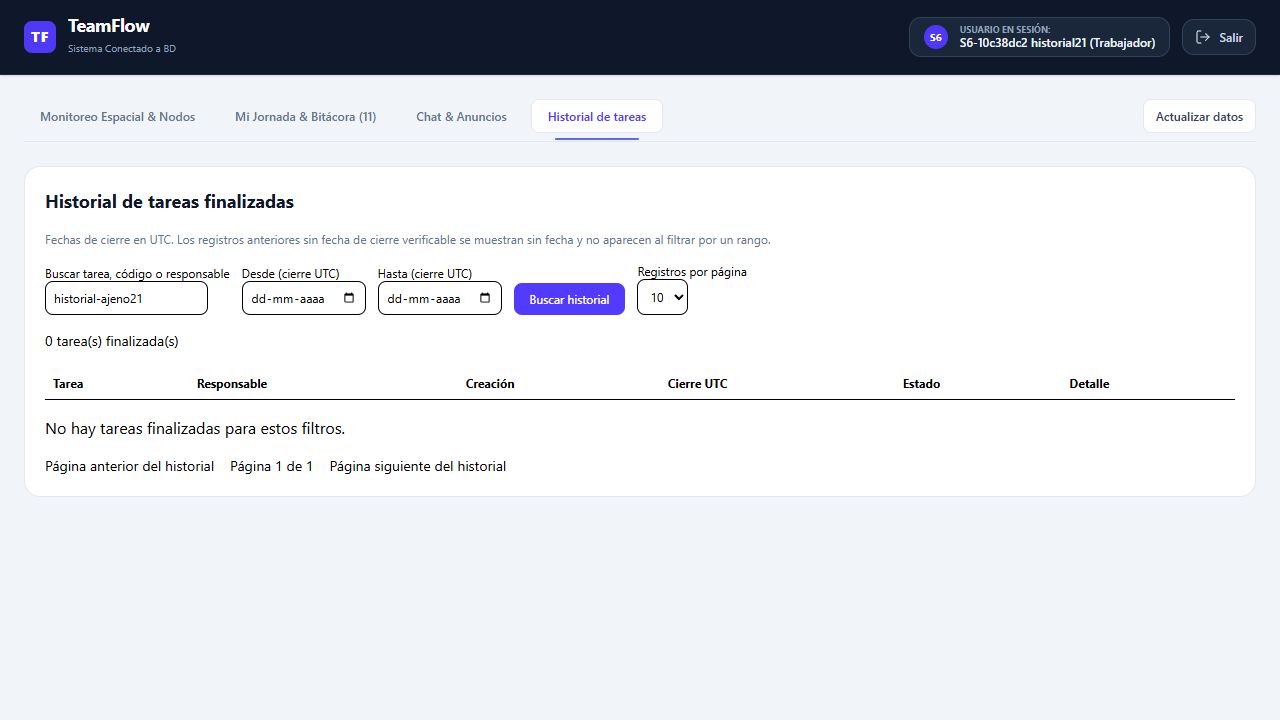 TF
TeamFlow
Sistema Conectado a BD
S6
USUARIO EN SESIÓN:
S6-10c38dc2 historial21 (Trabajador)
Salir
Monitoreo Espacial & Nodos
Mi Jornada & Bitácora (11)
Chat & Anuncios
Historial de tareas
Actualizar datos
Historial de tareas finalizadas
Fechas de cierre en UTC. Los registros anteriores sin fecha de cierre verificable se muestran sin fecha y no aparecen al filtrar por un rango.
Buscar tarea, código o responsable
historial-ajeno21
Desde (cierre UTC)
dd-mm-aaaa
Hasta (cierre UTC)
dd-mm-aaaa
Buscar historial
Registros por página
10
0 tarea(s) finalizada(s)
Tarea Responsable Creación Cierre UTC Estado Detalle
No hay tareas finalizadas para estos filtros.
Página anterior del historial Página 1 de 1 Página siguiente del historial